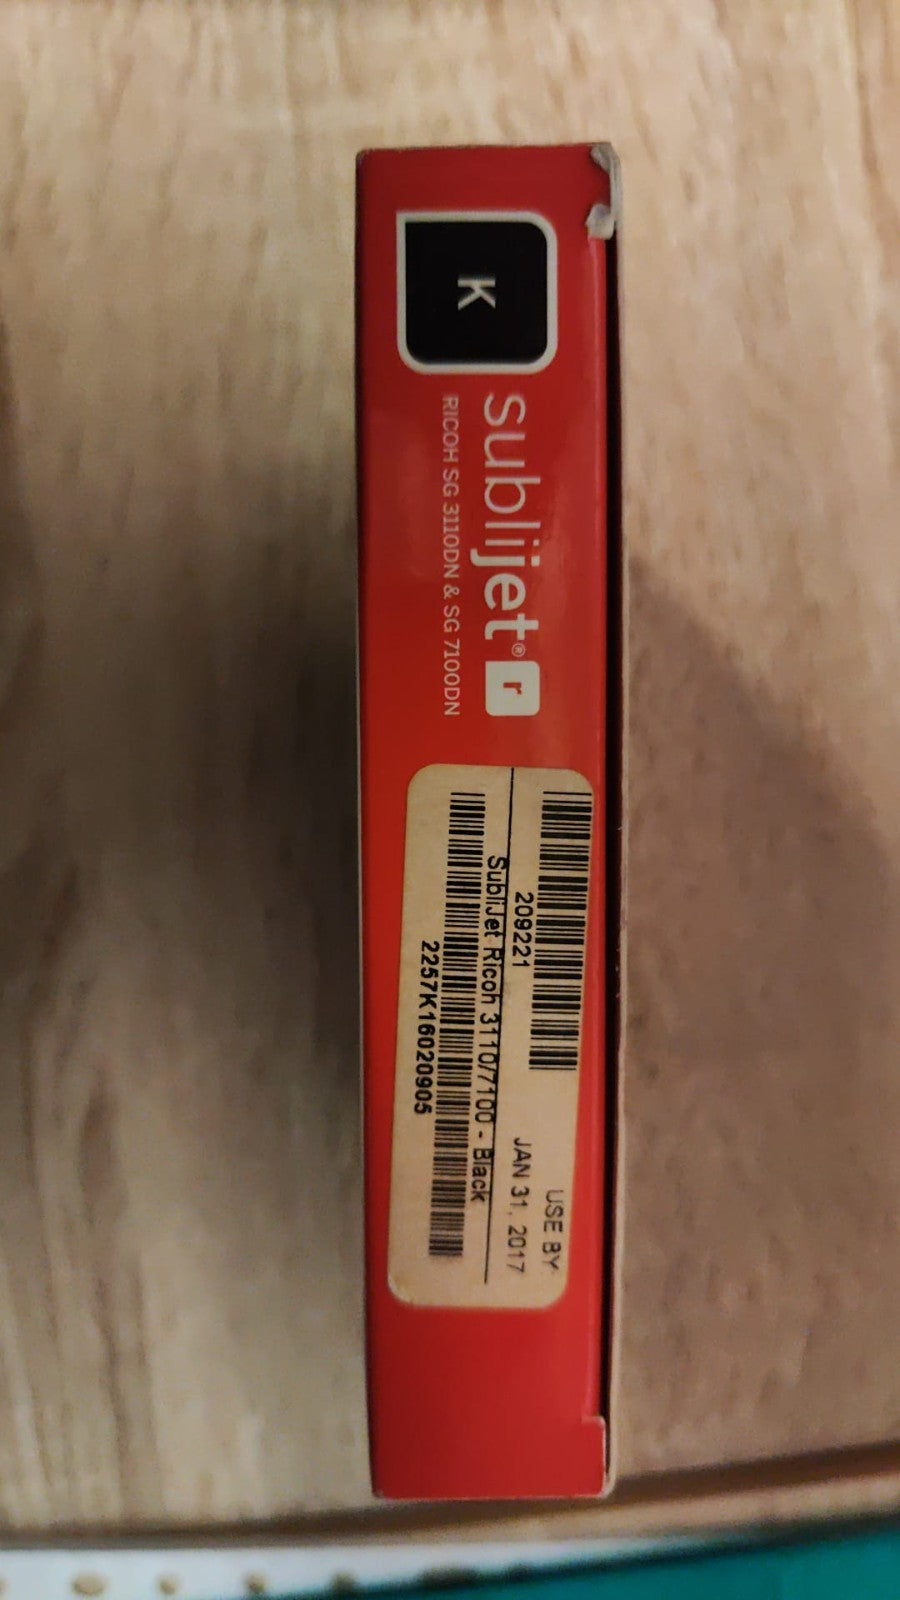 K
sublijet® r
RICOH SG 3110DN & SG 7100DN
USE BY
209221 JAN 31, 2017
SubliJet Ricoh 3110/7100 - Black
2257K16020905